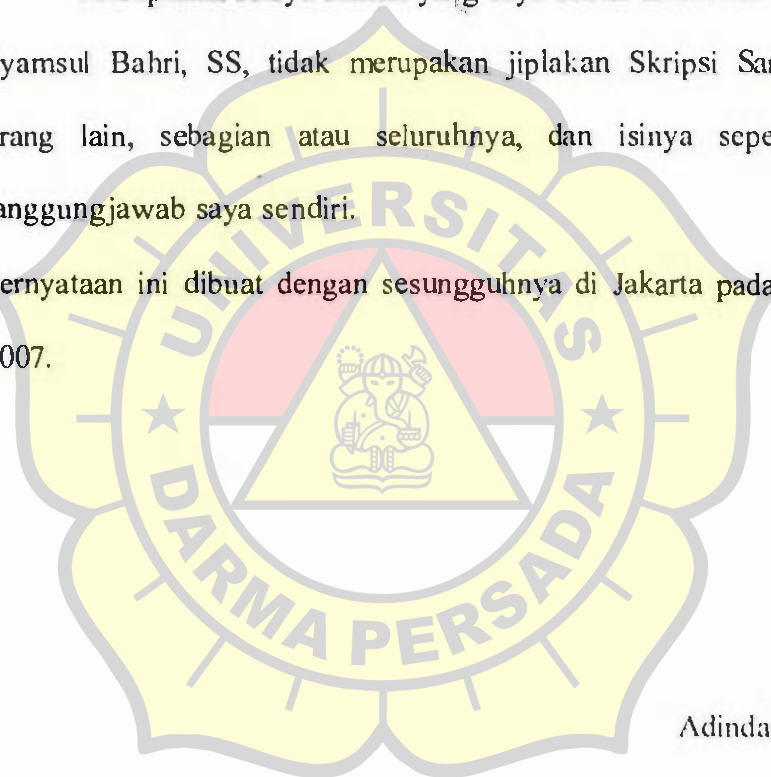 yamsul Bahri, SS, tidak merupakan jiplakan Skripsi Sar
rang lain, sebagian atau seluruhnya, dan isinya sepe
anggungjawab saya sendiri.
ernyataan ini dibuat dengan sesungguhnya di Jakarta pada
007.
UNIVERSITAS
DARMA PERSADA
Adinda